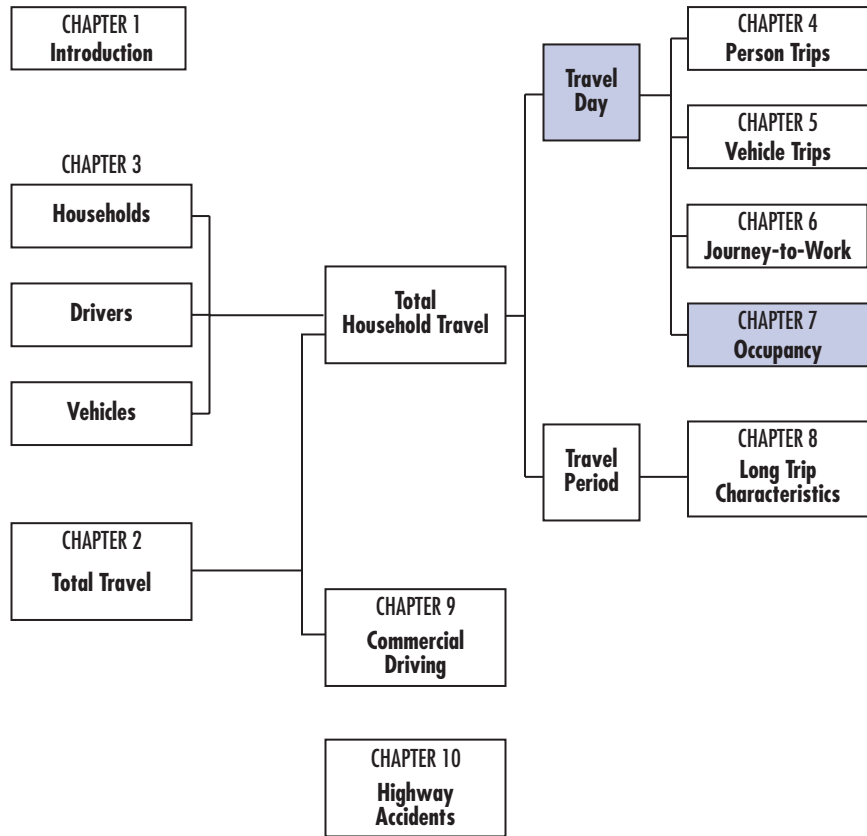 CHAPTER 1
Introduction
CHAPTER 3
Households
Drivers
Vehicles
CHAPTER 2
Total Travel
Total
Household Travel
CHAPTER 9
Commercial
Driving
CHAPTER 10
Highway
Accidents
Travel
Day
Travel
Period
CHAPTER 4
Person Trips
CHAPTER 5
Vehicle Trips
CHAPTER 6
Journey-to-Work
CHAPTER 7
Occupancy
CHAPTER 8
Long Trip
Characteristics